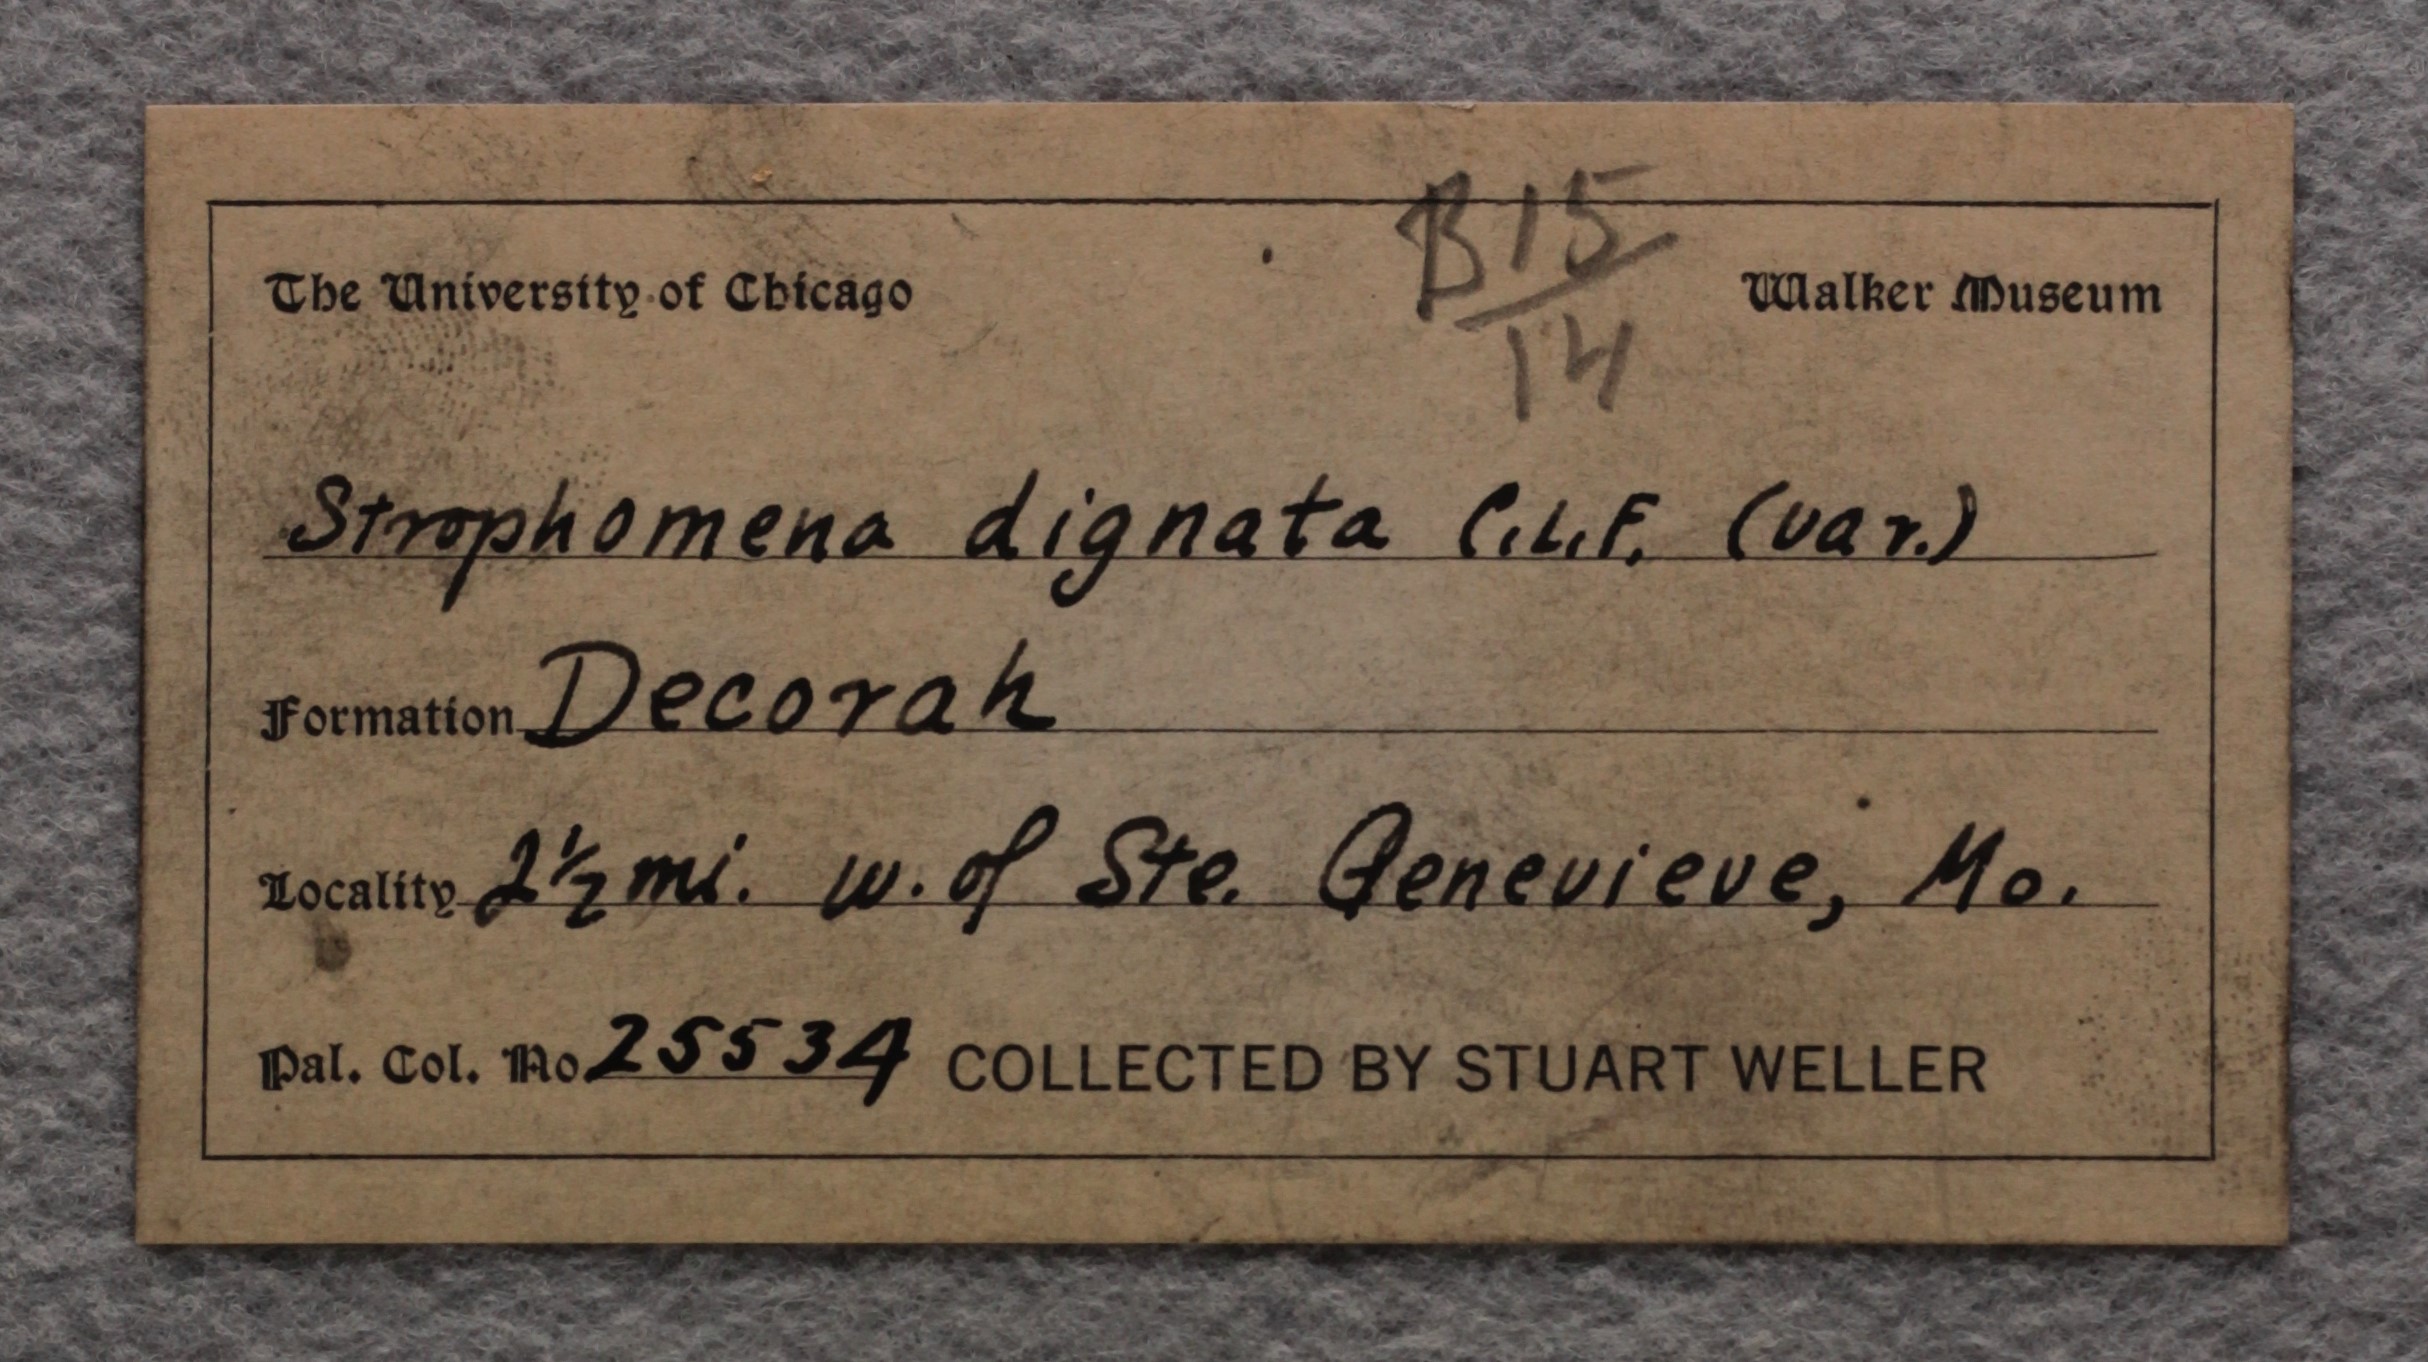 B15/14
The University of Chicago Walker Museum
Strophomena dignata C.L.F. (var.)
Formation Decorah
Locality 2½ mi. w. of Ste. Genevieve, Mo.
Pal. Col. No. 25534 COLLECTED BY STUART WELLER